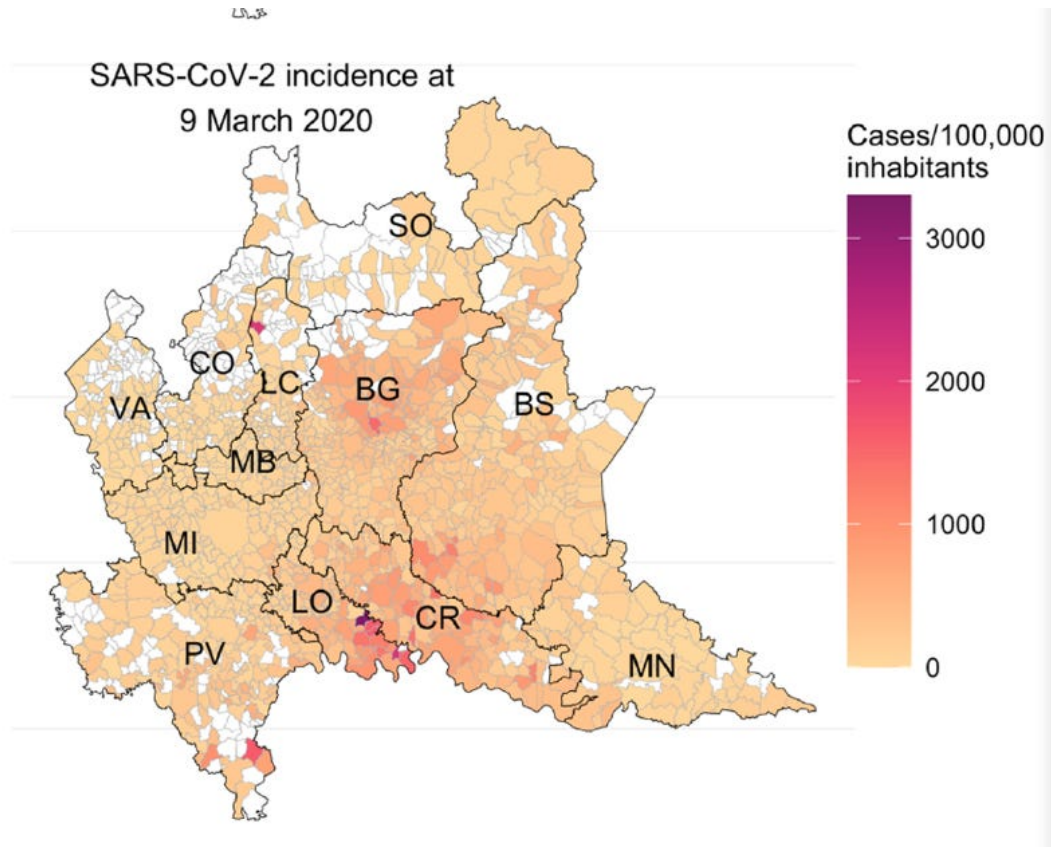 SARS-CoV-2 incidence at
9 March 2020
Cases/100,000
inhabitants
3000
2000
1000
0
SO
CO
LC
BG
VA
BS
MB
MI
LO
CR
PV
MN